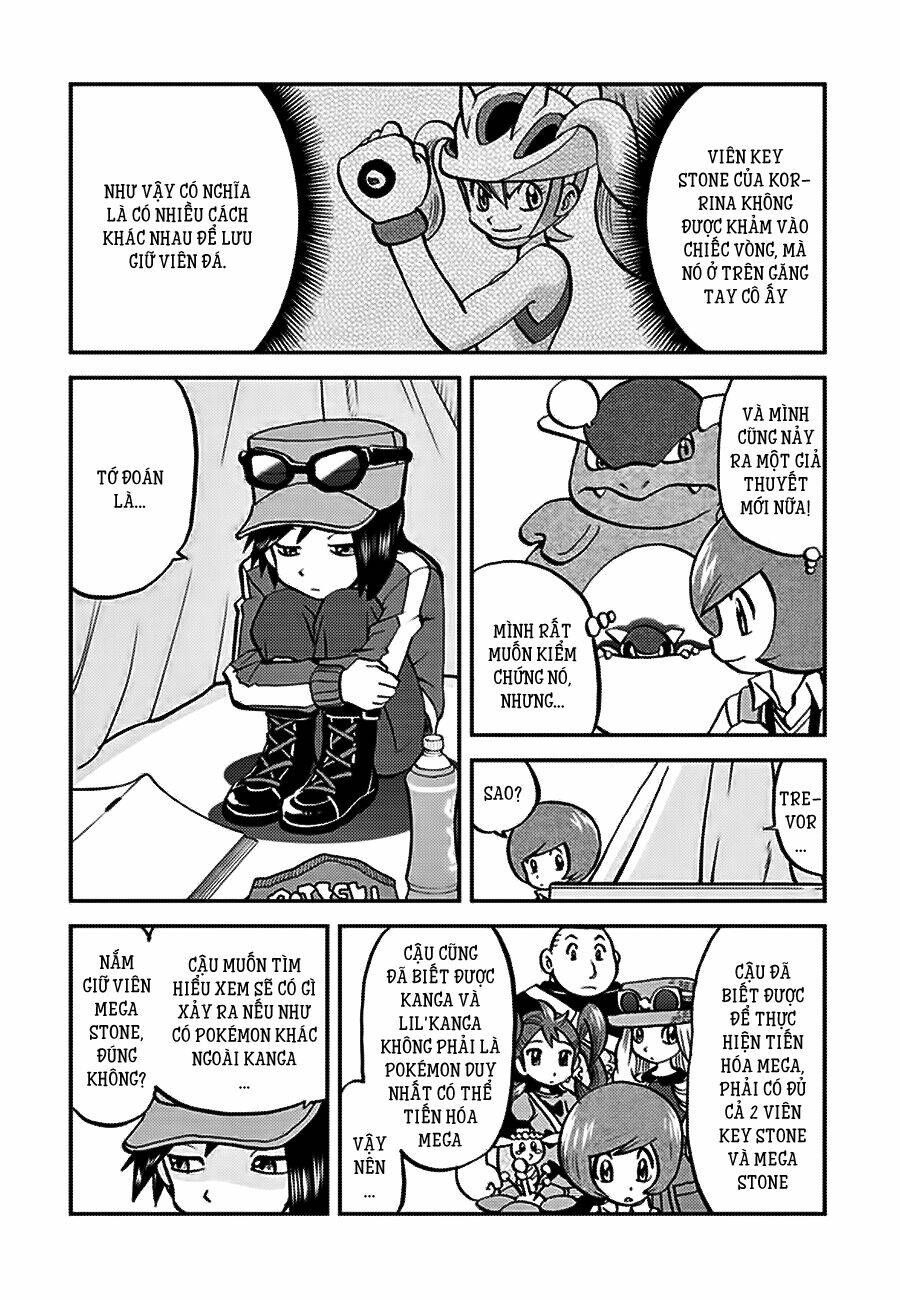 VIÊN KEY
STONE CỦA KOR-
RINA KHÔNG
ĐƯỢC KHẢM VÀO
CHIẾC VÒNG, MÀ
NÓ Ở TRÊN GĂNG
TAY CÔ ẤY
NHƯ VẬY CÓ NGHĨA
LÀ CÓ NHIỀU CÁCH
KHÁC NHAU ĐỂ LƯU
GIỮ VIÊN ĐÁ.
VÀ MÌNH
CŨNG NẢY
RA MỘT GIẢ
THUYẾT
MỚI NỮA!
MÌNH RẤT
MUỐN KIỂM
CHỨNG NÓ,
NHƯNG...
TỚ ĐOÁN
LÀ...
TRE-
VOR
...
SAO?
CẬU ĐÃ
BIẾT ĐƯỢC
ĐỂ THỰC
HIỆN TIẾN
HÓA MEGA,
PHẢI CÓ ĐỦ
CẢ 2 VIÊN
KEY STONE
VÀ MEGA
STONE
CẬU CŨNG
ĐÃ BIẾT ĐƯỢC
KANGA VÀ
LIL'KANGA
KHÔNG PHẢI LÀ
POKÉMON DUY
NHẤT CÓ THỂ
TIẾN HÓA
MEGA
VẬY
NÊN
...
CẬU MUỐN TÌM
HIỂU XEM SẼ CÓ GÌ
XẢY RA NẾU NHƯ
CÓ POKÉMON KHÁC
NGOÀI KANGA
...
NẮM
GIỮ VIÊN
MEGA
STONE,
ĐÚNG
KHÔNG?